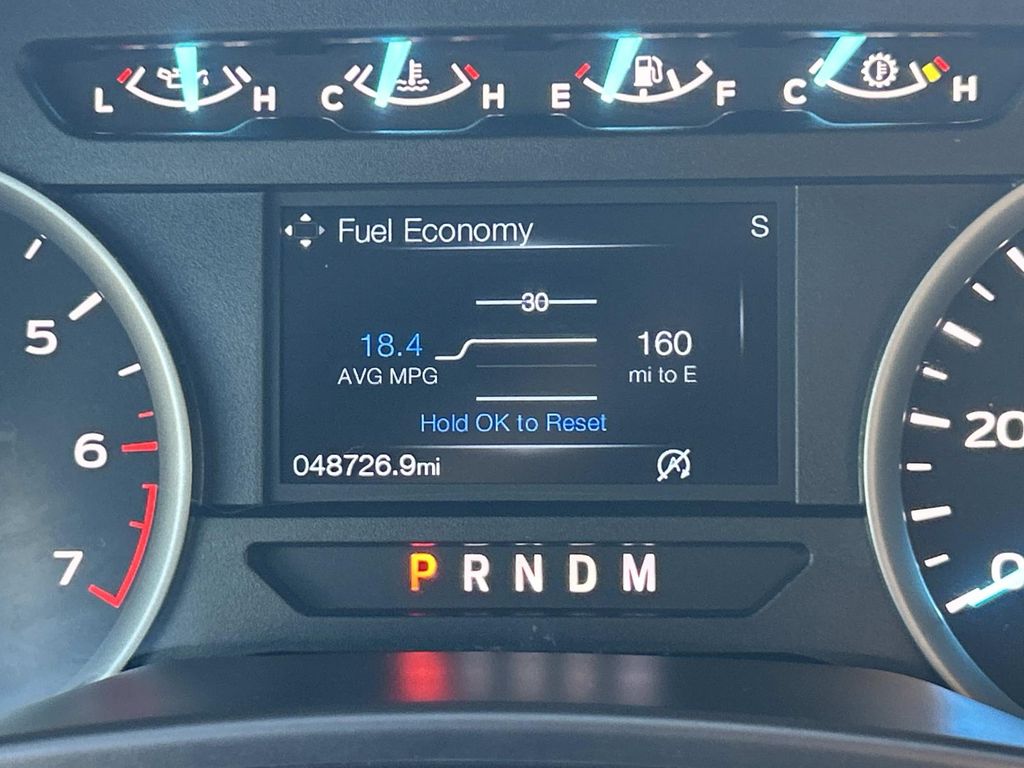 L H C H E F C H
Fuel Economy S
30
5
18.4 160
AVG MPG mi to E
Hold OK to Reset
6
20
048726.9mi
7
P R N D M
0